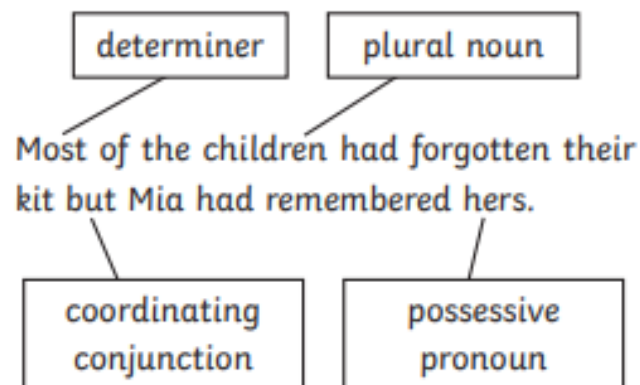 determiner
plural noun
Most of the children had forgotten their
kit but Mia had remembered hers.
coordinating
conjunction
possessive
pronoun